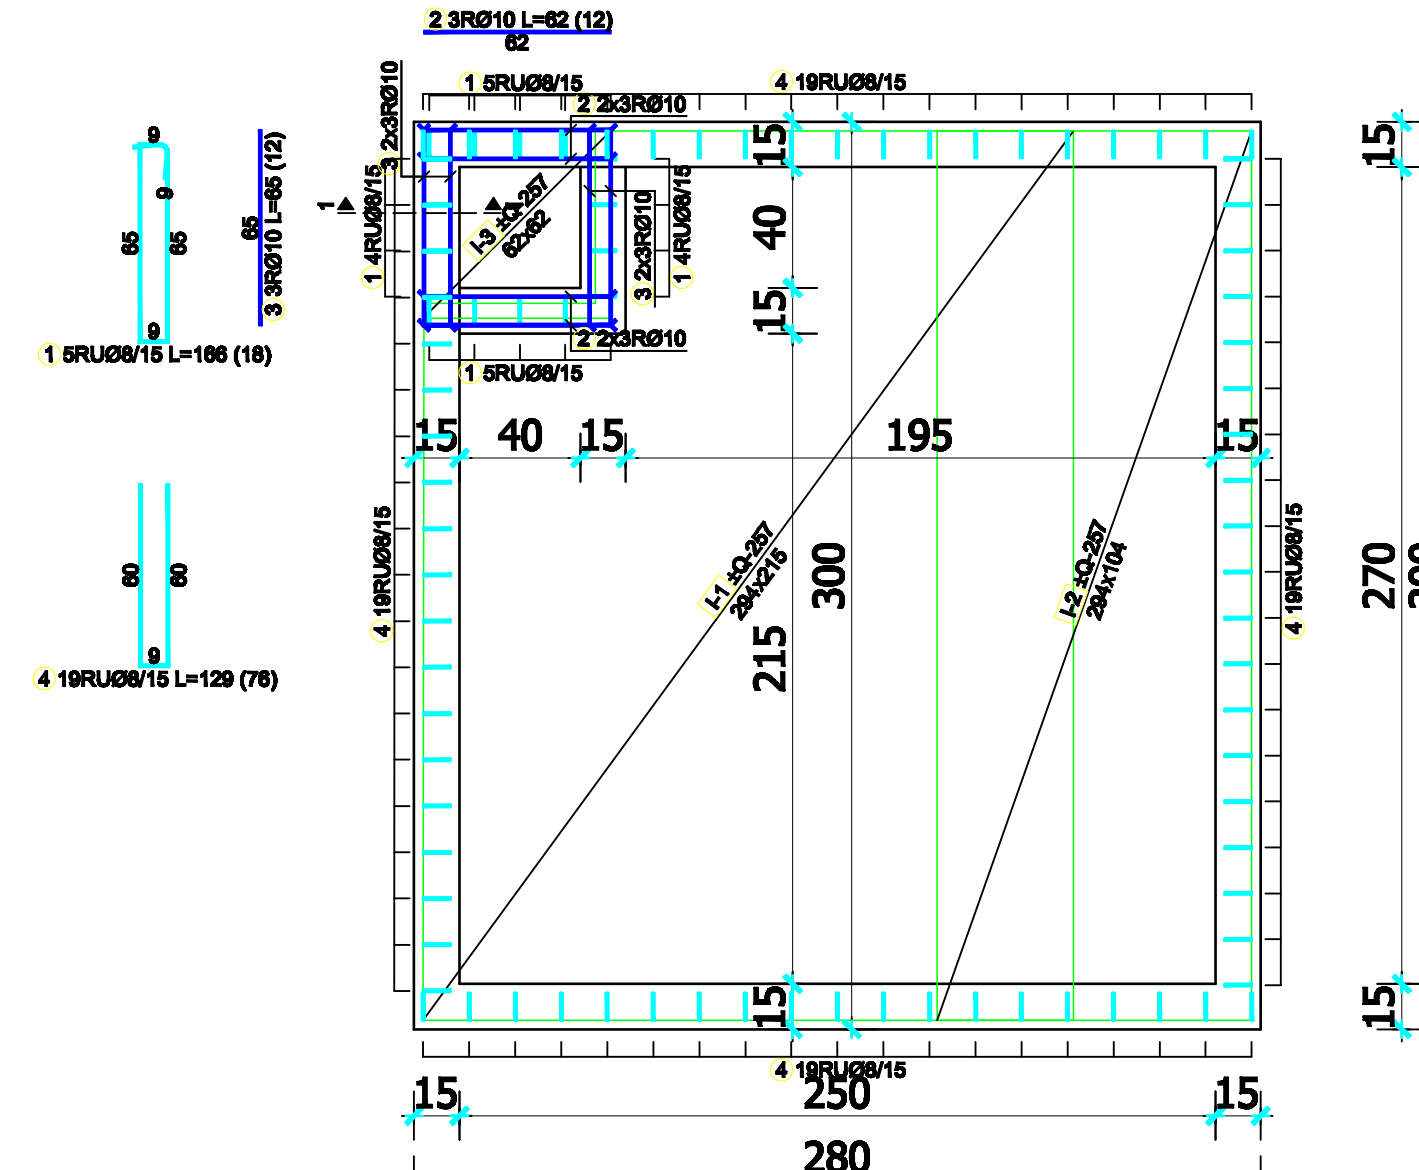 2 3RØ10 L=62 (12)
62
1 5RUØ8/15
4 19RUØ8/15
2 2x3RØ10
3 2x3RØ10
15
15
9
9
65
65
9
1 5RUØ8/15 L=166 (18)
65
3 3RØ10 L=65 (12)
1 4RUØ8/15
1
1
I-3 ±Q-257
62x62
3 2x3RØ10
1 4RUØ8/15
40
15
2 2x3RØ10
1 5RUØ8/15
15
40
15
195
15
60
60
9
4 19RUØ8/15 L=129 (76)
4 19RUØ8/15
I-1 ±Q-257
294x215
300
215
I-2 ±Q-257
294x104
4 19RUØ8/15
270
15
15
4 19RUØ8/15
15
250
15
280